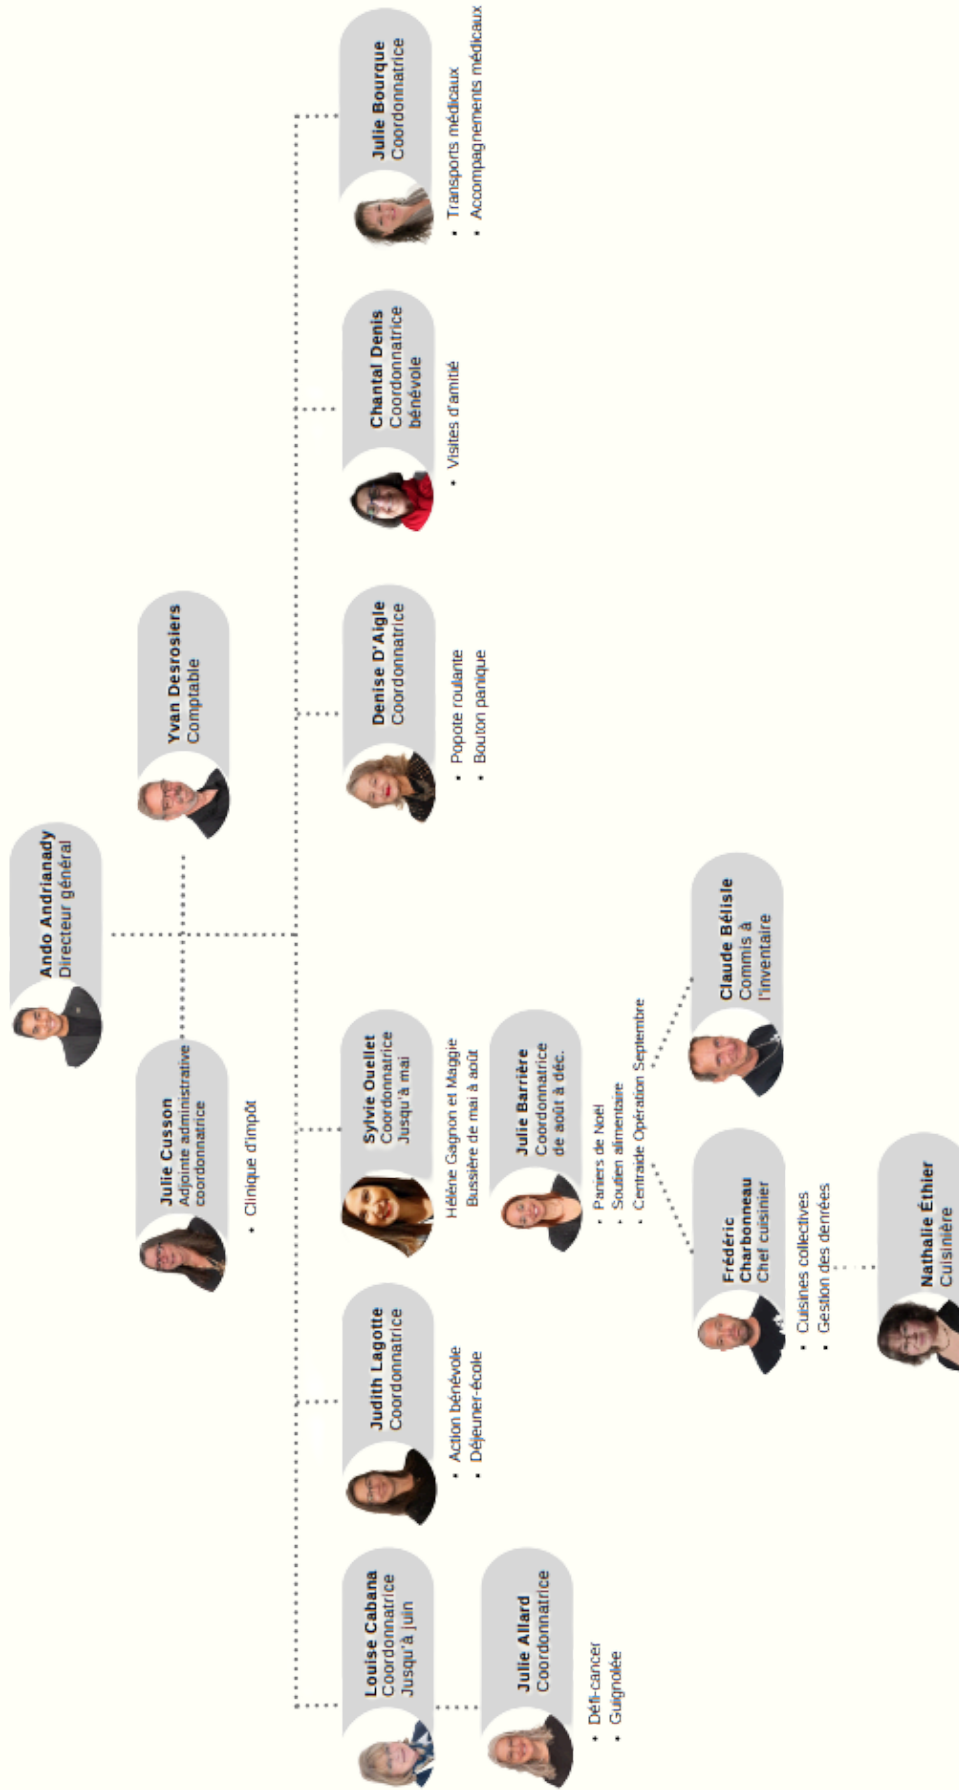 Ando Andrianady
Directeur général
Julie Cusson
Adjointe administrative
coordonnatrice
• Clinique d'impôt
Yvan Desrosiers
Comptable
Louise Cabana
Coordonnatrice
Jusqu'à juin
Julie Allard
Coordonnatrice
• Défi-cancer
• Guignolée
Judith Lagotte
Coordonnatrice
• Action bénévole
• Déjeuner-école
Sylvie Ouellet
Coordonnatrice
Jusqu'à mai
Hélène Gagnon et Maggie
Bussière de mai à août
Julie Barrière
Coordonnatrice
de août à déc.
• Paniers de Noël
• Soutien alimentaire
• Centraide Opération Septembre
Frédéric
Charbonneau
Chef cuisinier
• Cuisines collectives
• Gestion des denrées
Nathalie Éthier
Cuisinière
Claude Bélisle
Commis à
l'inventaire
Denise D'Aigle
Coordonnatrice
• Popote roulante
• Bouton panique
Chantal Denis
Coordonnatrice
bénévole
• Visites d'amitié
Julie Bourque
Coordonnatrice
• Transports médicaux
• Accompagnements médicaux